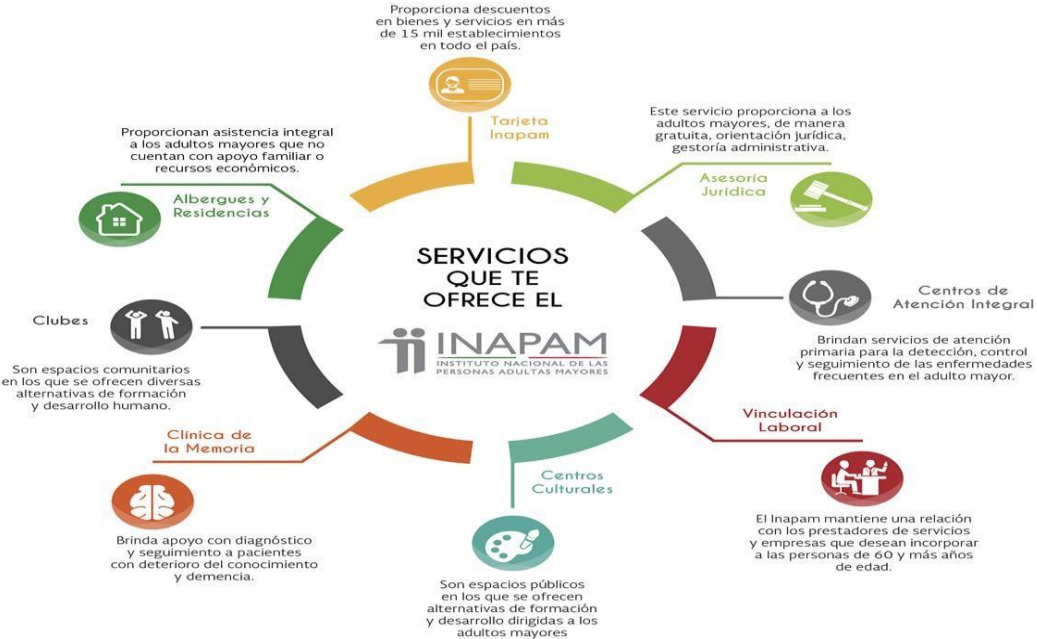 Proporciona descuentos
en bienes y servicios en más
de 15 mil establecimientos
en todo el país.
Tarjeta
Inapam
Este servicio proporciona a los
adultos mayores, de manera
gratuita, orientación jurídica,
gestoría administrativa.
Asesoría
Jurídica
Centros de
Atención Integral
Brindan servicios de atención
primaria para la detección, control
y seguimiento de las enfermedades
frecuentes en el adulto mayor.
Vinculación
Laboral
El Inapam mantiene una relación
con los prestadores de servicios
y empresas que desean incorporar
a las personas de 60 y más años
de edad.
Centros
Culturales
Son espacios públicos
en los que se ofrecen
alternativas de formación
y desarrollo dirigidas a los
adultos mayores
Clínica de
la Memoria
Brinda apoyo con diagnóstico
y seguimiento a pacientes
con deterioro del conocimiento
y demencia.
Clubes
Son espacios comunitarios
en los que se ofrecen diversas
alternativas de formación
y desarrollo humano.
Proporcionan asistencia integral
a los adultos mayores que no
cuentan con apoyo familiar o
recursos económicos.
Albergues y
Residencias
SERVICIOS
QUE TE
OFRECE EL
INAPAM
INSTITUTO NACIONAL DE LAS
PERSONAS ADULTAS MAYORES